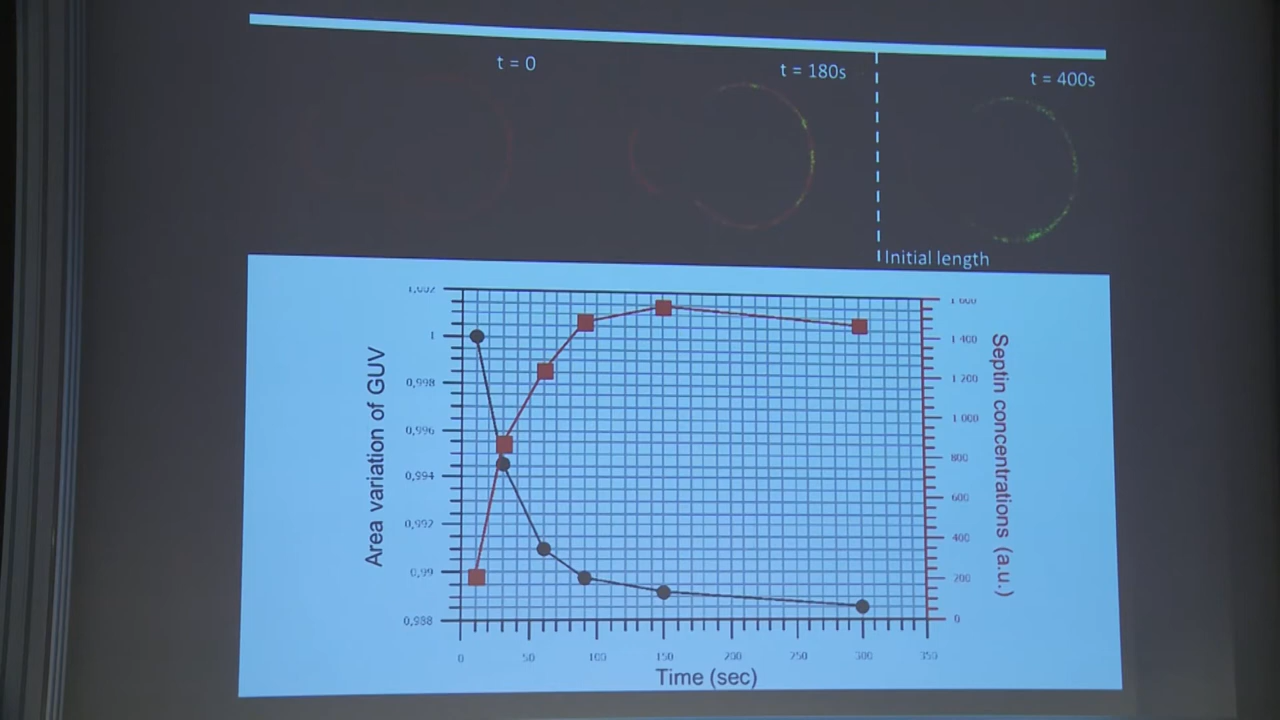 t = 0
t = 180s
t = 400s
Initial length
1,002
1 600
1
1 400
0,998
1 200
0,996
1 000
0,994
800
600
0,992
400
0,99
200
0,988
0
0 50 100 150 200 250 300 350
Area variation of GUV
Septin concentrations (a.u.)
Time (sec)